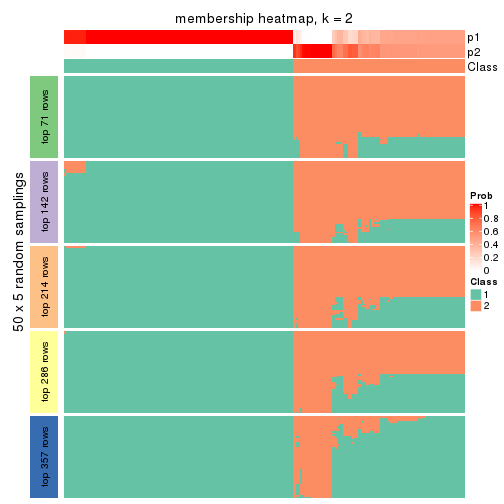 membership heatmap, k = 2
p1
p2
Class
50 x 5 random samplings
top 71 rows
top 142 rows
top 214 rows
top 286 rows
top 357 rows
Prob
1
0.8
0.6
0.4
0.2
0
Class
1
2